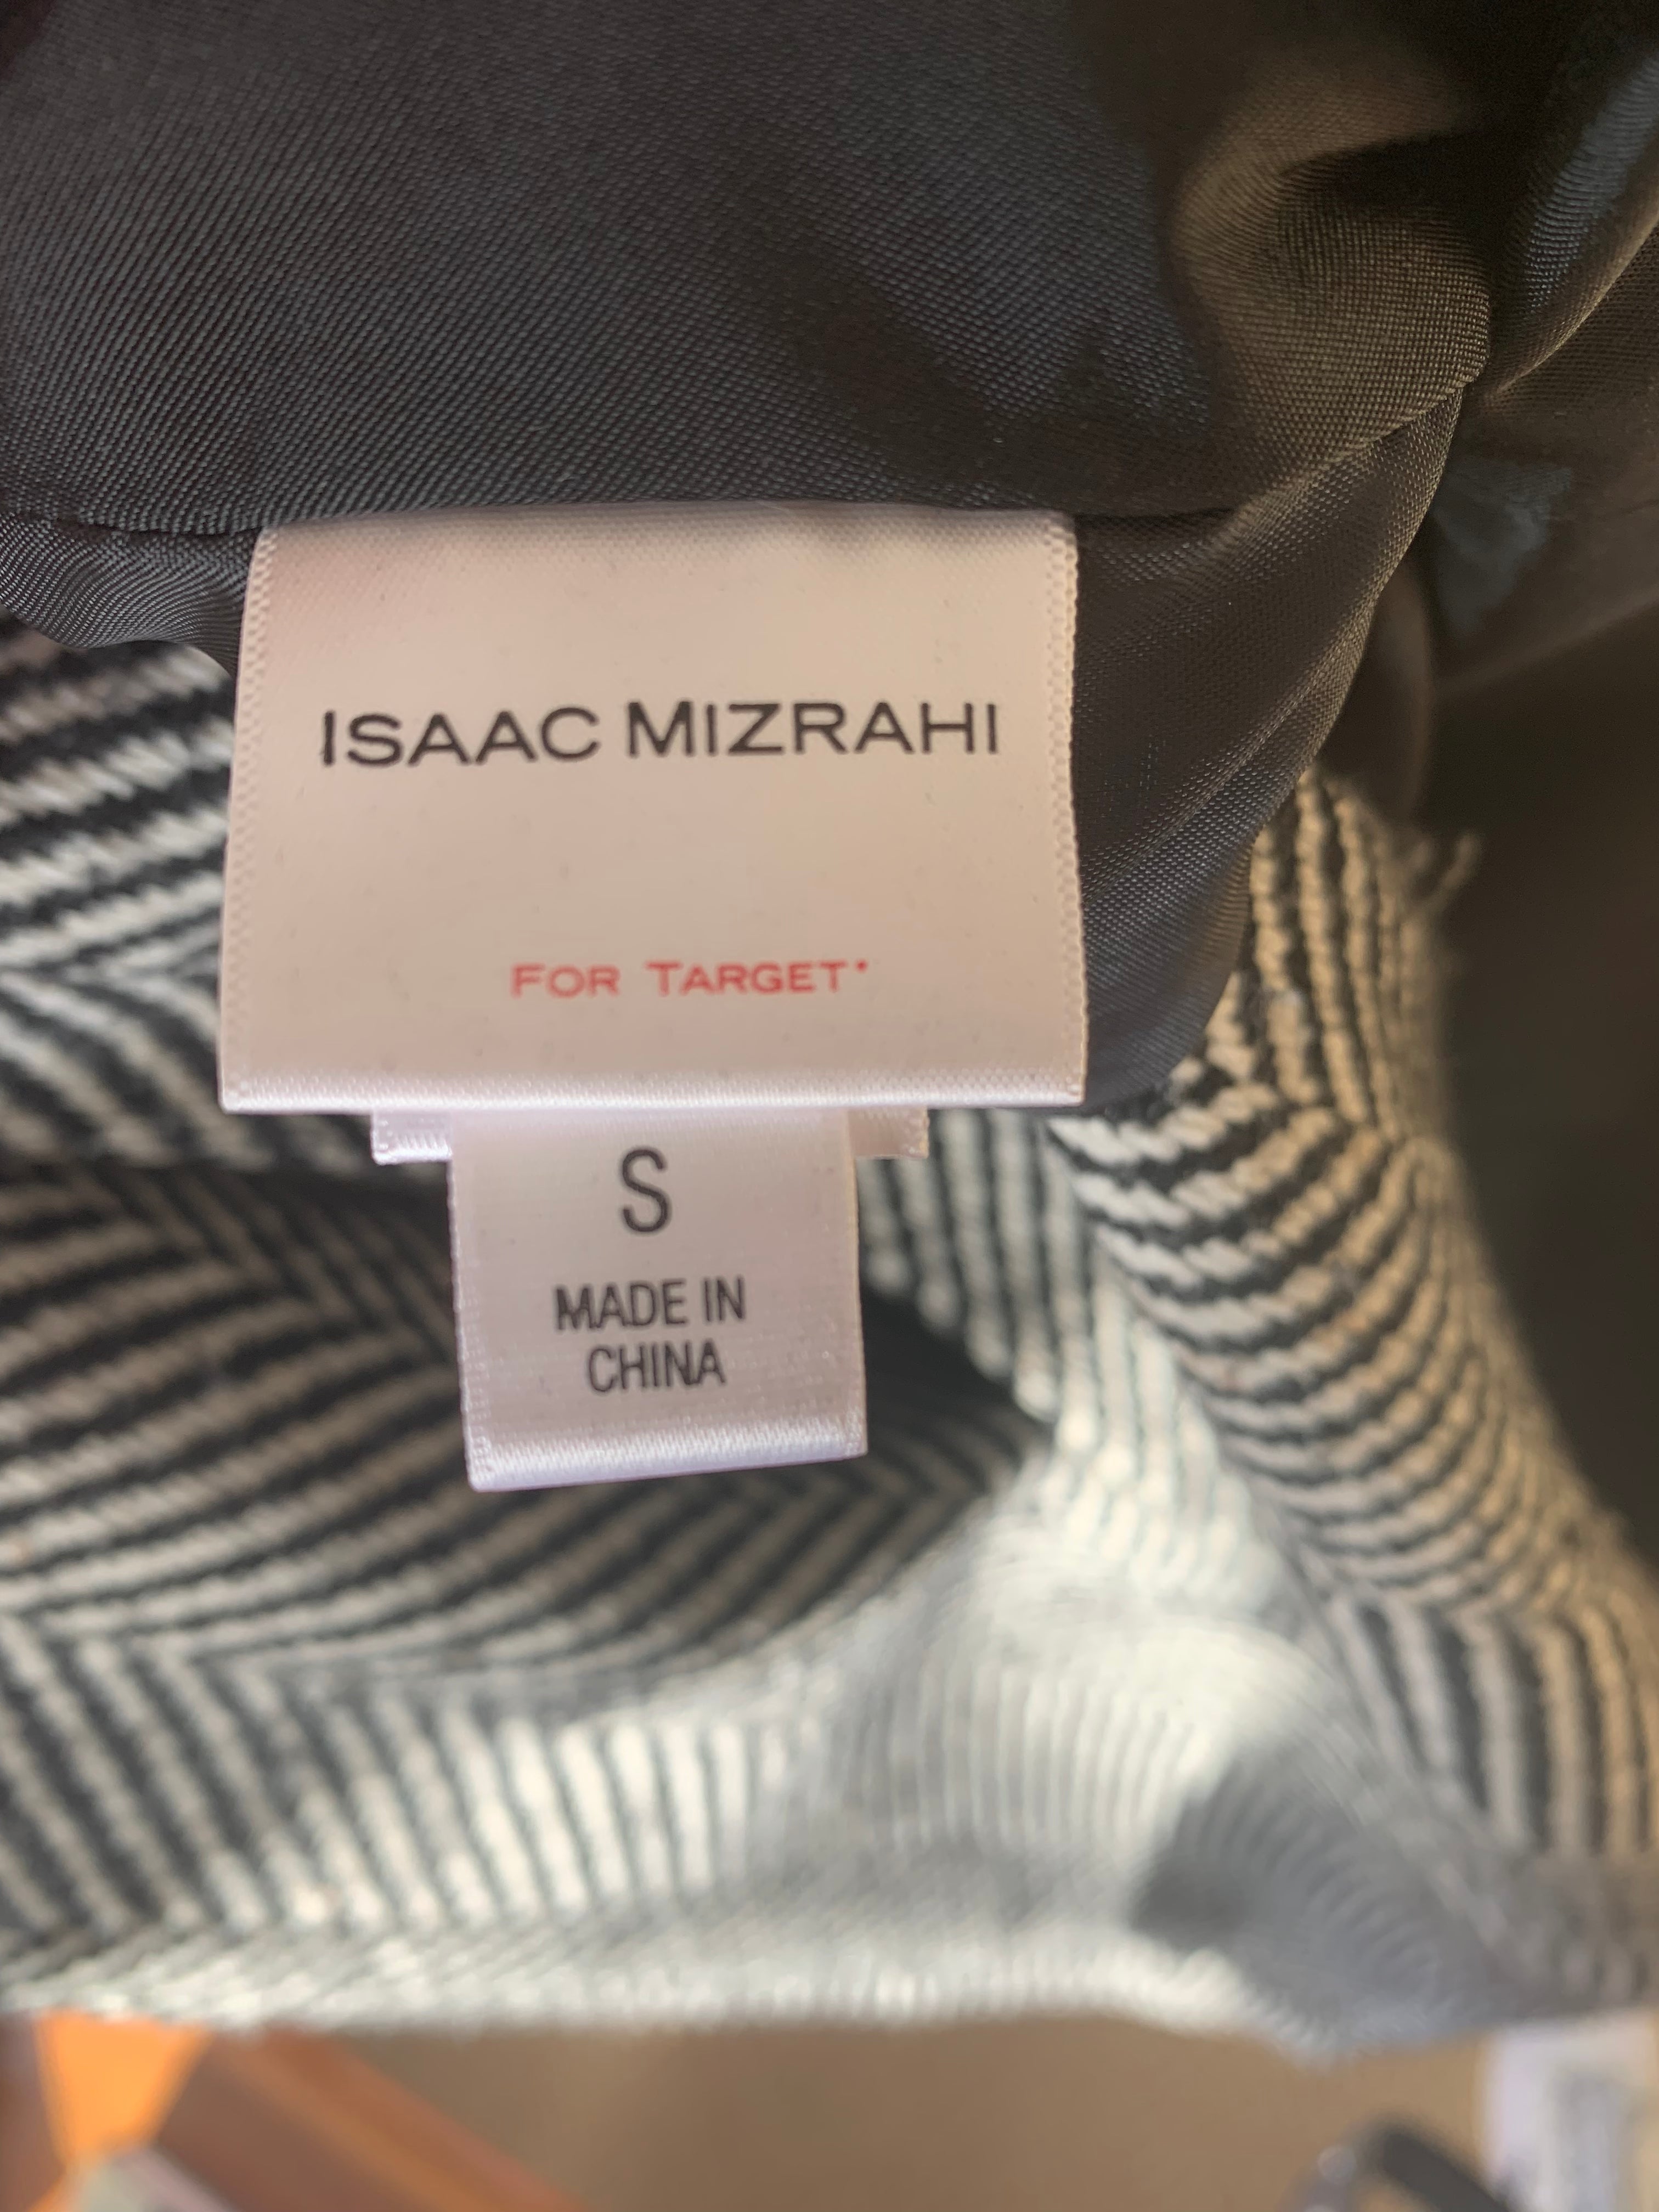 ISAAC MIZRAHI
FOR TARGET•
S
MADE IN
CHINA